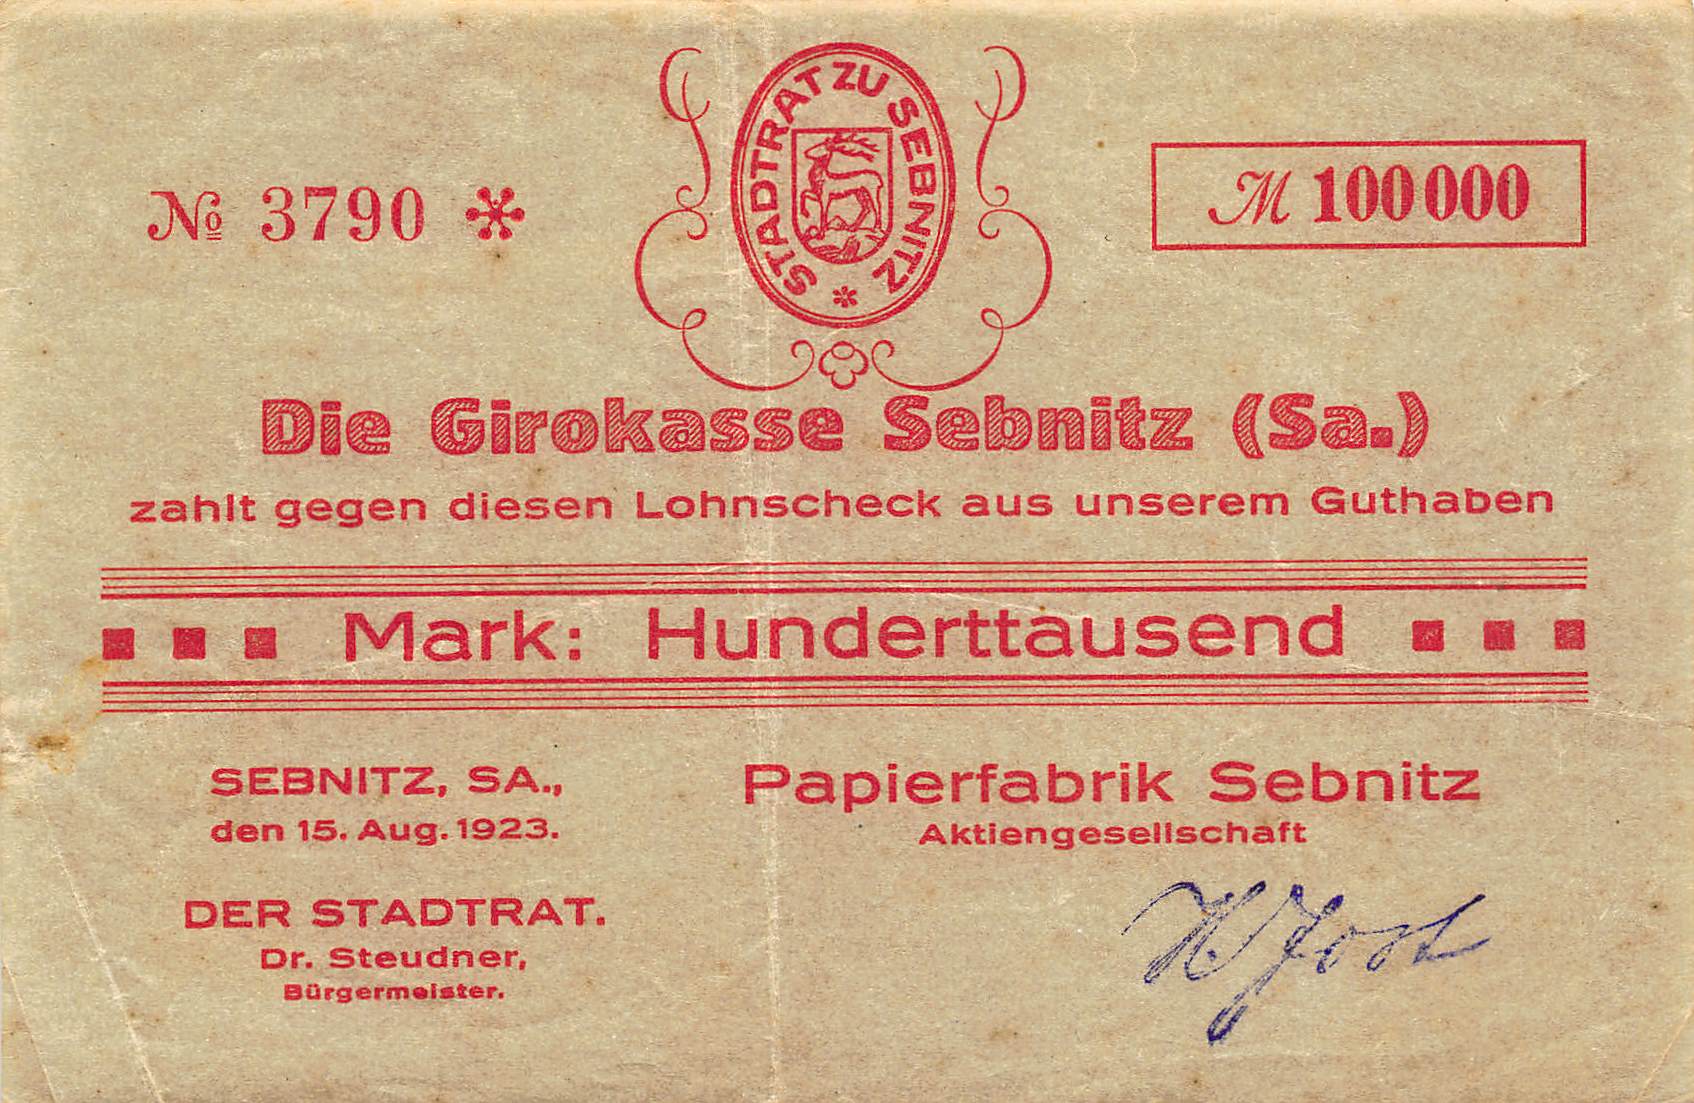 STADTRAT ZU SEBNITZ *
№ 3790 *
M 100000
Die Girokasse Sebnitz (Sa.)
zahlt gegen diesen Lohnscheck aus unserem Guthaben
Mark: Hunderttausend
SEBNITZ, SA.,
den 15. Aug. 1923.
DER STADTRAT.
Dr. Steudner,
Bürgermeister.
Papierfabrik Sebnitz
Aktiengesellschaft
H Jost